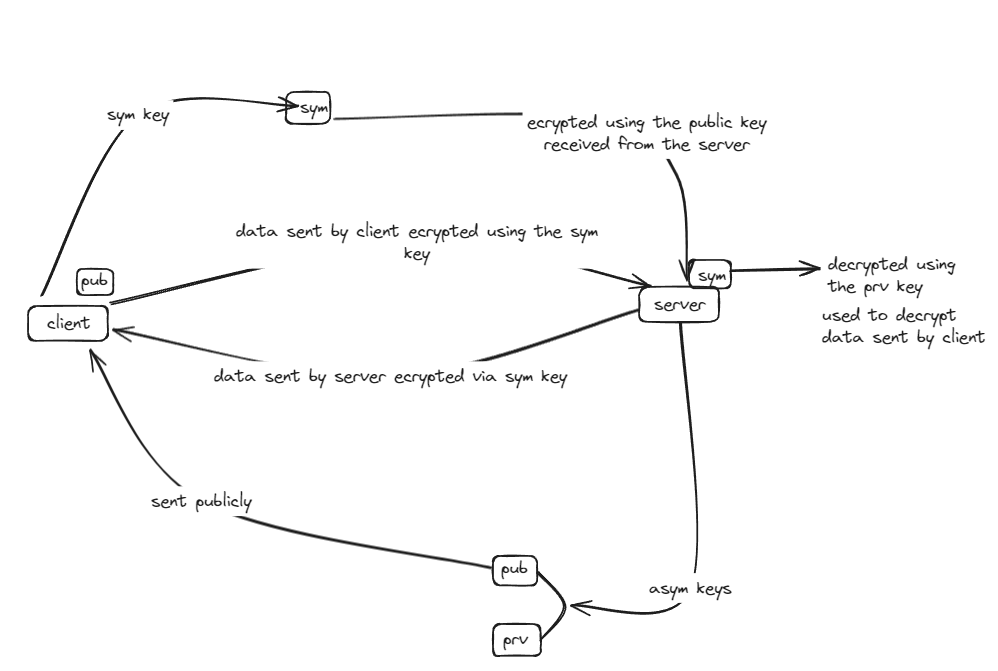 sym key
sym
ecrypted using the public key
received from the server
data sent by client ecrypted using the sym
key
pub
client
sym
server
decrypted using
the prv key
used to decrypt
data sent by client
data sent by server ecrypted via sym key
sent publicly
pub
asym keys
prv